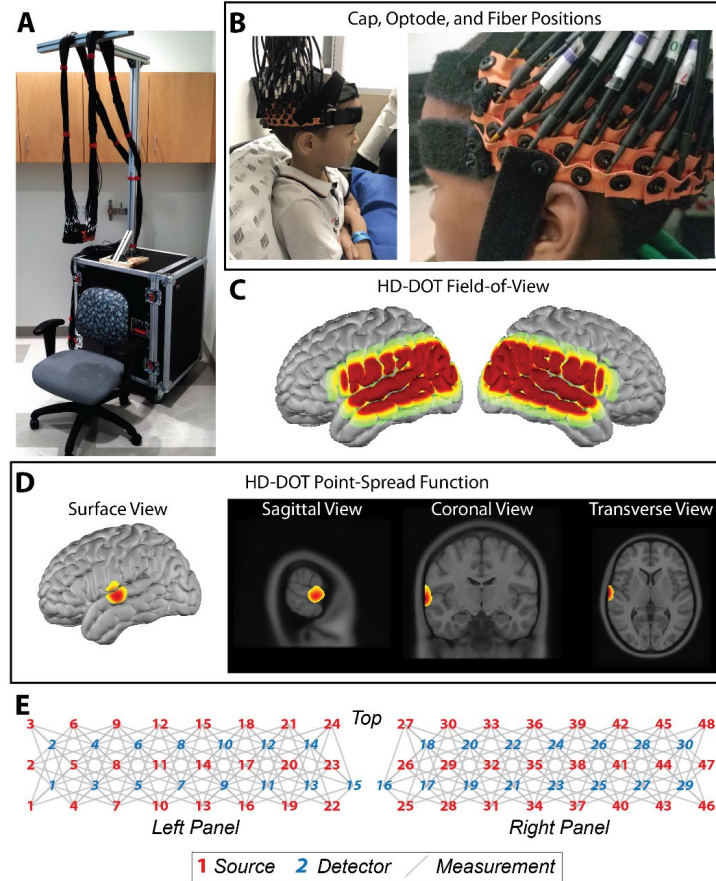 A
B Cap, Optode, and Fiber Positions
C HD-DOT Field-of-View
D HD-DOT Point-Spread Function
Surface View Sagittal View Coronal View Transverse View
E
Top
3 6 9 12 15 18 21 24 27 30 33 36 39 42 45 48
2 4 6 8 10 12 14 18 20 22 24 26 28 30
2 5 8 11 14 17 20 23 26 29 32 35 38 41 44 47
1 3 5 7 9 11 13 15 16 17 19 21 23 25 27 29
1 4 7 10 13 16 19 22 25 28 31 34 37 40 43 46
Left Panel Right Panel
1 Source 2 Detector Measurement